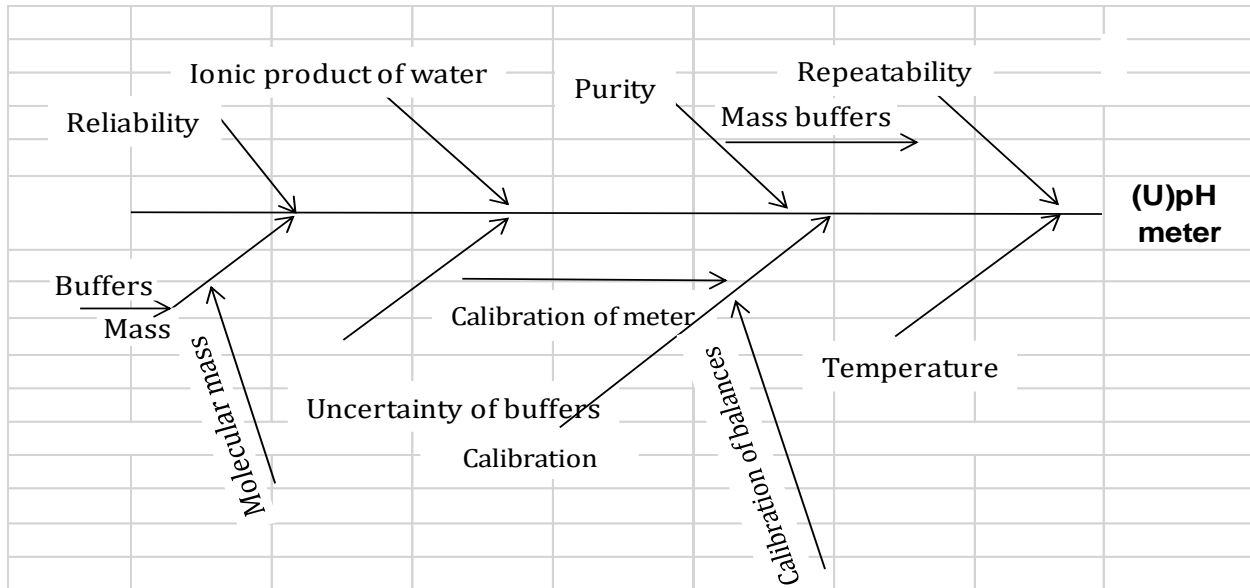 Ionic product of water
Repeatability
Purity
Mass buffers
Reliability
(U)pH
meter
Buffers
Mass
Calibration of meter
Molecular mass
Temperature
Uncertainty of buffers
Calibration
Calibration of balances